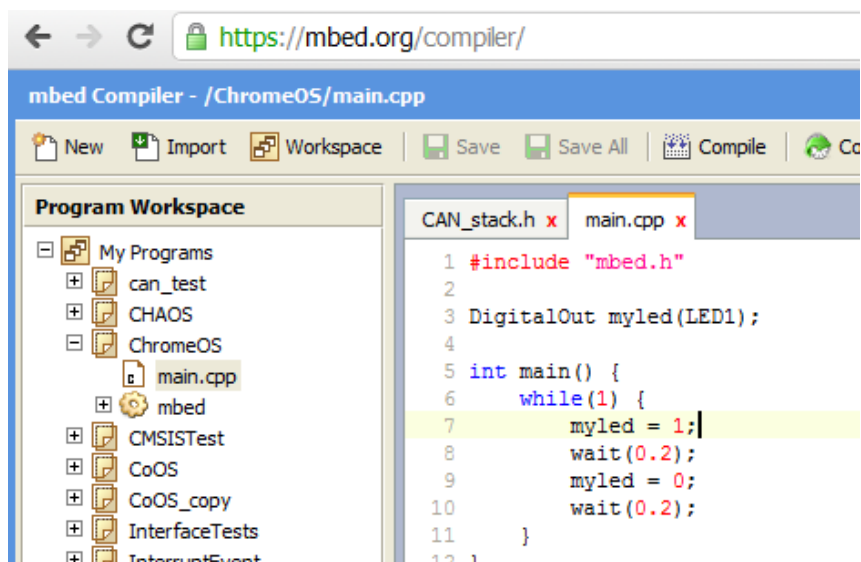 https://mbed.org/compiler/
mbed Compiler - /ChromeOS/main.cpp
New Import Workspace Save Save All Compile Co
Program Workspace
My Programs
can_test
CHAOS
ChromeOS
main.cpp
mbed
CMSISTest
CoOS
CoOS_copy
InterfaceTests
InterruptEvent
CAN_stack.h x main.cpp x
1 #include "mbed.h"
2
3 DigitalOut myled(LED1);
4
5 int main() {
6     while(1) {
7         myled = 1;
8         wait(0.2);
9         myled = 0;
10         wait(0.2);
11     }
12 }